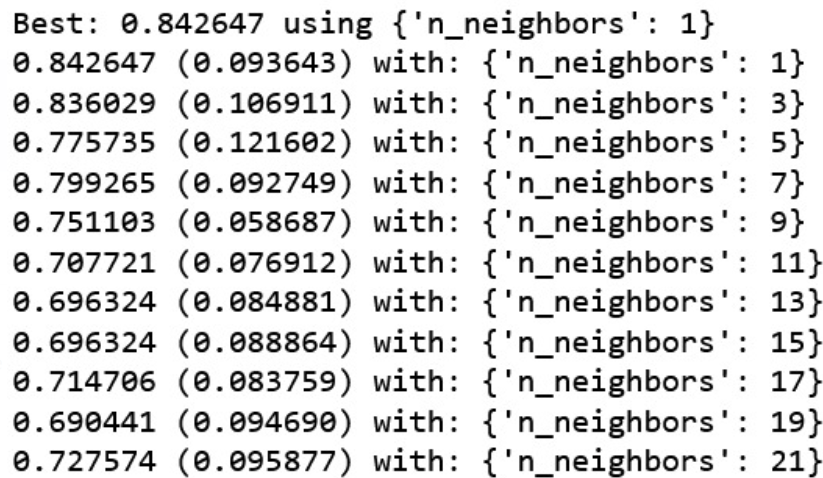 Best: 0.842647 using {'n_neighbors': 1}
0.842647 (0.093643) with: {'n_neighbors': 1}
0.836029 (0.106911) with: {'n_neighbors': 3}
0.775735 (0.121602) with: {'n_neighbors': 5}
0.799265 (0.092749) with: {'n_neighbors': 7}
0.751103 (0.058687) with: {'n_neighbors': 9}
0.707721 (0.076912) with: {'n_neighbors': 11}
0.696324 (0.084881) with: {'n_neighbors': 13}
0.696324 (0.088864) with: {'n_neighbors': 15}
0.714706 (0.083759) with: {'n_neighbors': 17}
0.690441 (0.094690) with: {'n_neighbors': 19}
0.727574 (0.095877) with: {'n_neighbors': 21}